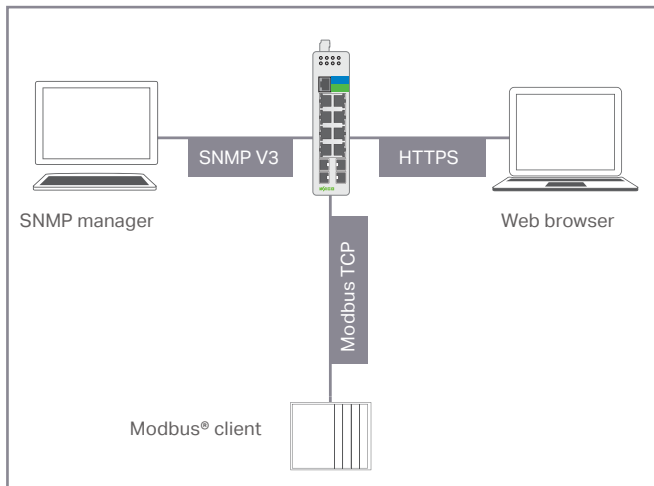 SNMP V3
HTTPS
SNMP manager
Web browser
Modbus TCP
Modbus® client